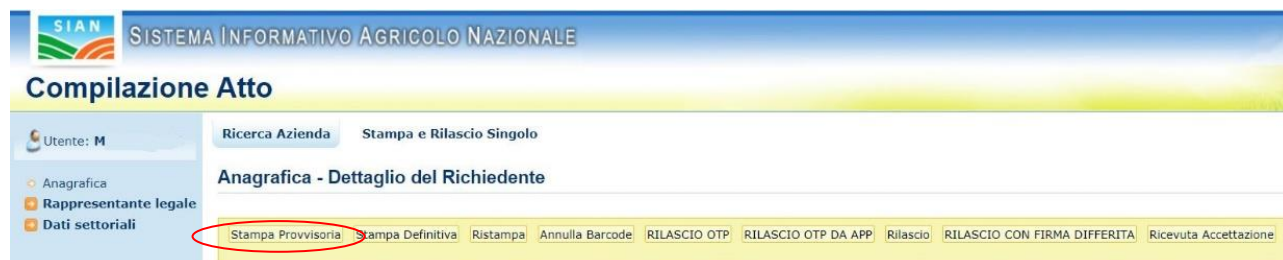 SIAN
SISTEMA INFORMATIVO AGRICOLO NAZIONALE
Compilazione Atto
Utente: M
Ricerca Azienda Stampa e Rilascio Singolo
Anagrafica
Rappresentante legale
Dati settoriali
Anagrafica - Dettaglio del Richiedente
Stampa Provvisoria Stampa Definitiva Ristampa Annulla Barcode RILASCIO OTP RILASCIO OTP DA APP Rilascio RILASCIO CON FIRMA DIFFERITA Ricevuta Accettazione